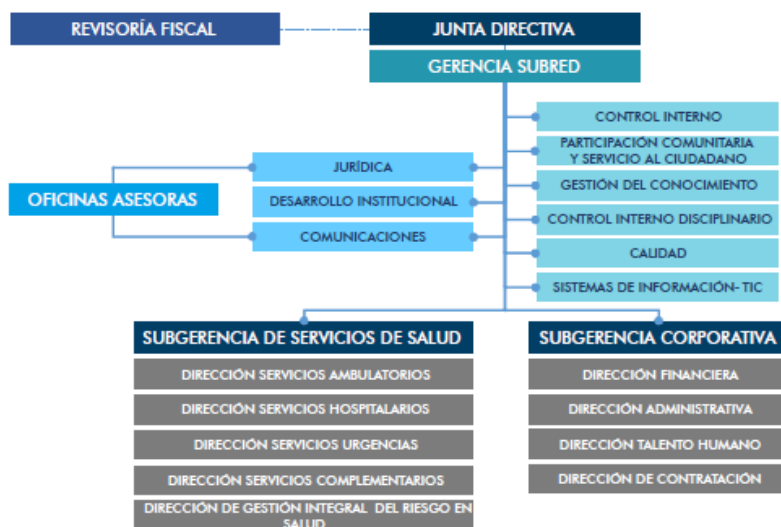 REVISORÍA FISCAL
JUNTA DIRECTIVA
GERENCIA SUBRED
CONTROL INTERNO
PARTICIPACIÓN COMUNITARIA
Y SERVICIO AL CIUDADANO
GESTIÓN DEL CONOCIMIENTO
CONTROL INTERNO DISCIPLINARIO
CALIDAD
SISTEMAS DE INFORMACIÓN- TIC
OFICINAS ASESORAS
JURÍDICA
DESARROLLO INSTITUCIONAL
COMUNICACIONES
SUBGERENCIA DE SERVICIOS DE SALUD
DIRECCIÓN SERVICIOS AMBULATORIOS
DIRECCIÓN SERVICIOS HOSPITALARIOS
DIRECCIÓN SERVICIOS URGENCIAS
DIRECCIÓN SERVICIOS COMPLEMENTARIOS
DIRECCIÓN DE GESTIÓN INTEGRAL DEL RIESGO EN
SALUD
SUBGERENCIA CORPORATIVA
DIRECCIÓN FINANCIERA
DIRECCIÓN ADMINISTRATIVA
DIRECCIÓN TALENTO HUMANO
DIRECCIÓN DE CONTRATACIÓN